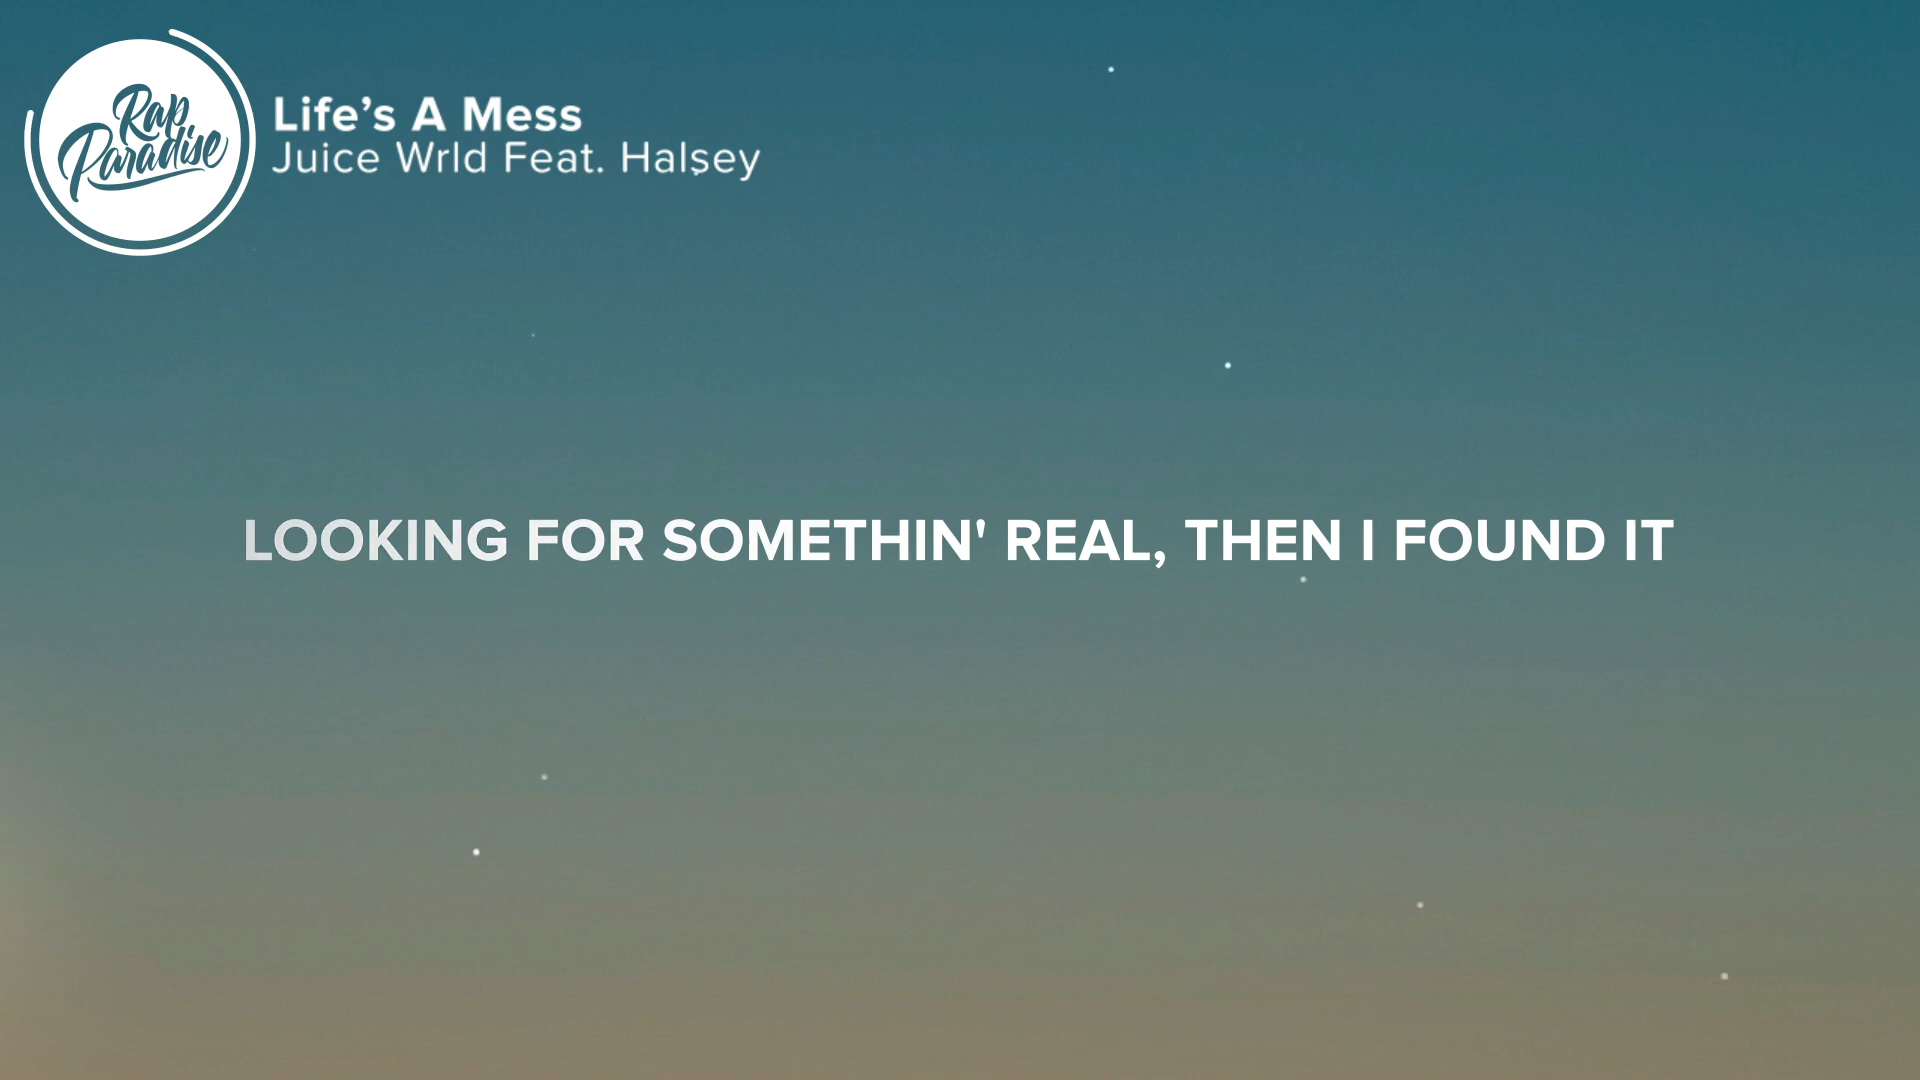 Rap
Paradise
Life’s A Mess
Juice Wrld Feat. Halsey
LOOKING FOR SOMETHIN' REAL, THEN I FOUND IT